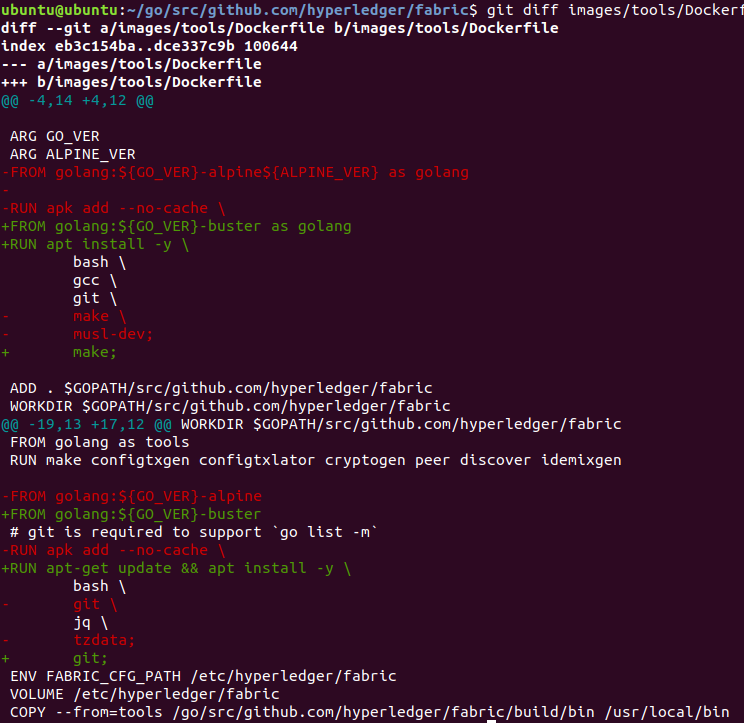 ubuntu@ubuntu:~/go/src/github.com/hyperledger/fabric$ git diff images/tools/Dockerf
diff --git a/images/tools/Dockerfile b/images/tools/Dockerfile
index eb3c154ba..dce337c9b 100644
--- a/images/tools/Dockerfile
+++ b/images/tools/Dockerfile
@@ -4,14 +4,12 @@

 ARG GO_VER
 ARG ALPINE_VER
-FROM golang:${GO_VER}-alpine${ALPINE_VER} as golang
-
-RUN apk add --no-cache \
+FROM golang:${GO_VER}-buster as golang
+RUN apt install -y \
        bash \
        gcc \
        git \
-       make \
-       musl-dev;
+       make;

 ADD . $GOPATH/src/github.com/hyperledger/fabric
 WORKDIR $GOPATH/src/github.com/hyperledger/fabric
@@ -19,13 +17,12 @@ WORKDIR $GOPATH/src/github.com/hyperledger/fabric
 FROM golang as tools
 RUN make configtxgen configtxlator cryptogen peer discover idemixgen

-FROM golang:${GO_VER}-alpine
+FROM golang:${GO_VER}-buster
 # git is required to support `go list -m`
-RUN apk add --no-cache \
+RUN apt-get update && apt install -y \
        bash \
-       git \
        jq \
-       tzdata;
+       git;
 ENV FABRIC_CFG_PATH /etc/hyperledger/fabric
 VOLUME /etc/hyperledger/fabric
 COPY --from=tools /go/src/github.com/hyperledger/fabric/build/bin /usr/local/bin